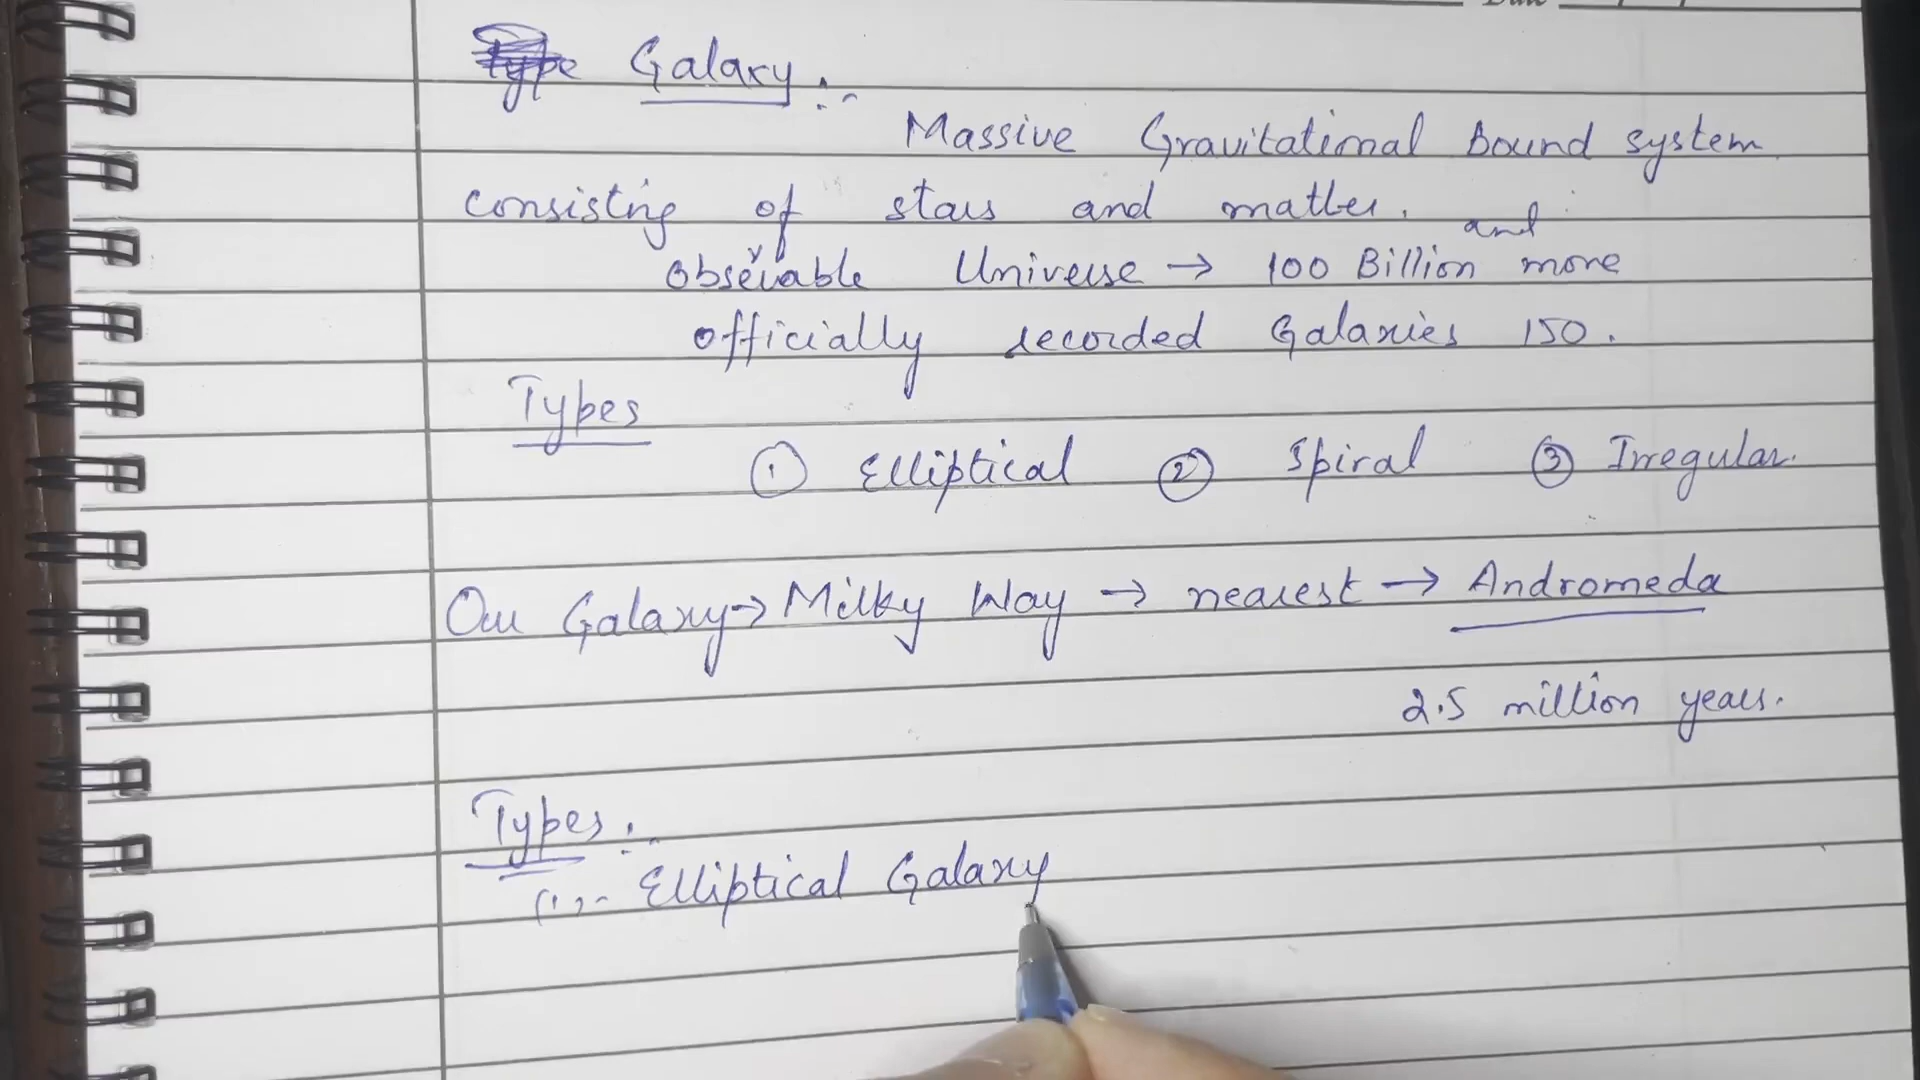 Type Galaxy :-
Massive Gravitational bound system
consisting of stars and matter.
Observable Universe → 100 Billion and more
officially recorded Galaxies 150.
Types
① Elliptical ② Spiral ③ Irregular.
Our Galaxy → Milky Way → nearest → Andromeda
2.5 million years.
Types :-
(1) - Elliptical Galaxy